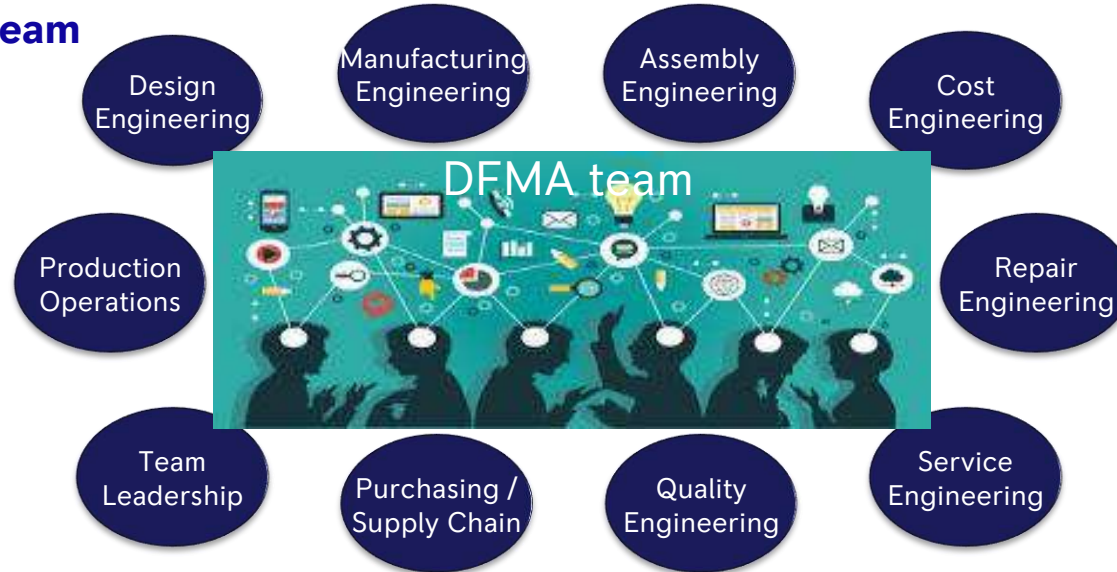 eam
Design
Engineering
Manufacturing
Engineering
Assembly
Engineering
Cost
Engineering
DFMA team
Production
Operations
Repair
Engineering
Team
Leadership
Purchasing /
Supply Chain
Quality
Engineering
Service
Engineering